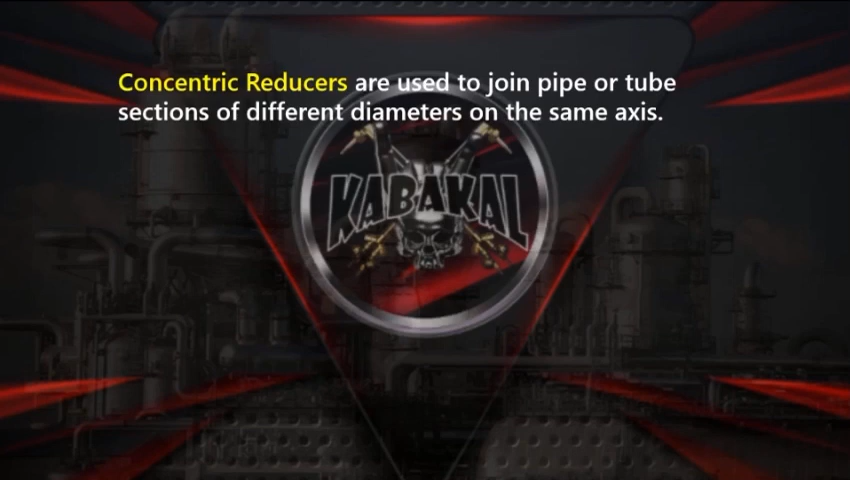 Concentric Reducers are used to join pipe or tube
sections of different diameters on the same axis.
KABAKAL